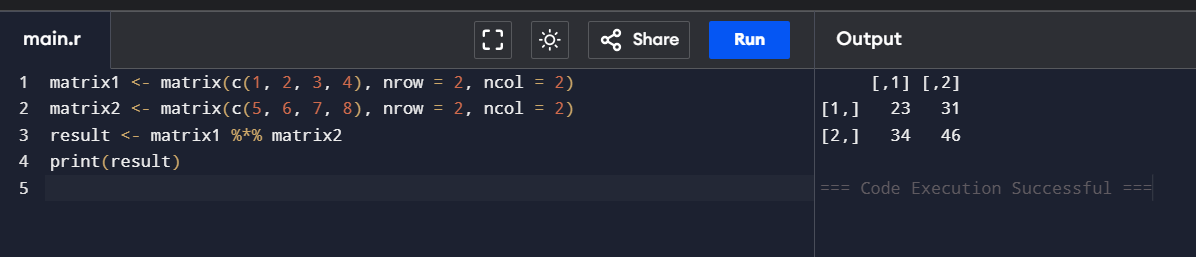 main.r
Share
Run
Output
1 matrix1 <- matrix(c(1, 2, 3, 4), nrow = 2, ncol = 2)
2 matrix2 <- matrix(c(5, 6, 7, 8), nrow = 2, ncol = 2)
3 result <- matrix1 %*% matrix2
4 print(result)
5
[,1] [,2]
[1,] 23 31
[2,] 34 46
=== Code Execution Successful ===